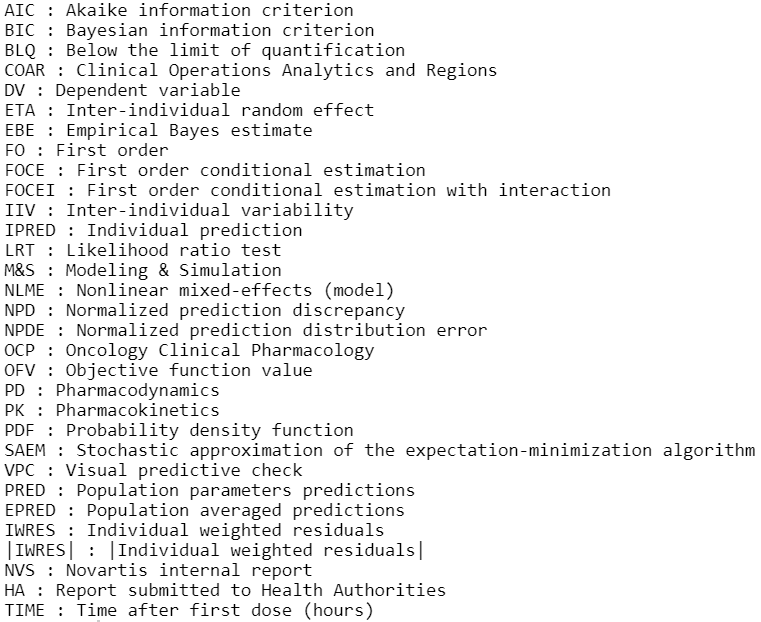 AIC : Akaike information criterion
BIC : Bayesian information criterion
BLQ : Below the limit of quantification
COAR : Clinical Operations Analytics and Regions
DV : Dependent variable
ETA : Inter-individual random effect
EBE : Empirical Bayes estimate
FO : First order
FOCE : First order conditional estimation
FOCEI : First order conditional estimation with interaction
IIV : Inter-individual variability
IPRED : Individual prediction
LRT : Likelihood ratio test
M&S : Modeling & Simulation
NLME : Nonlinear mixed-effects (model)
NPD : Normalized prediction discrepancy
NPDE : Normalized prediction distribution error
OCP : Oncology Clinical Pharmacology
OFV : Objective function value
PD : Pharmacodynamics
PK : Pharmacokinetics
PDF : Probability density function
SAEM : Stochastic approximation of the expectation-minimization algorithm
VPC : Visual predictive check
PRED : Population parameters predictions
EPRED : Population averaged predictions
IWRES : Individual weighted residuals
|IWRES| : |Individual weighted residuals|
NVS : Novartis internal report
HA : Report submitted to Health Authorities
TIME : Time after first dose (hours)